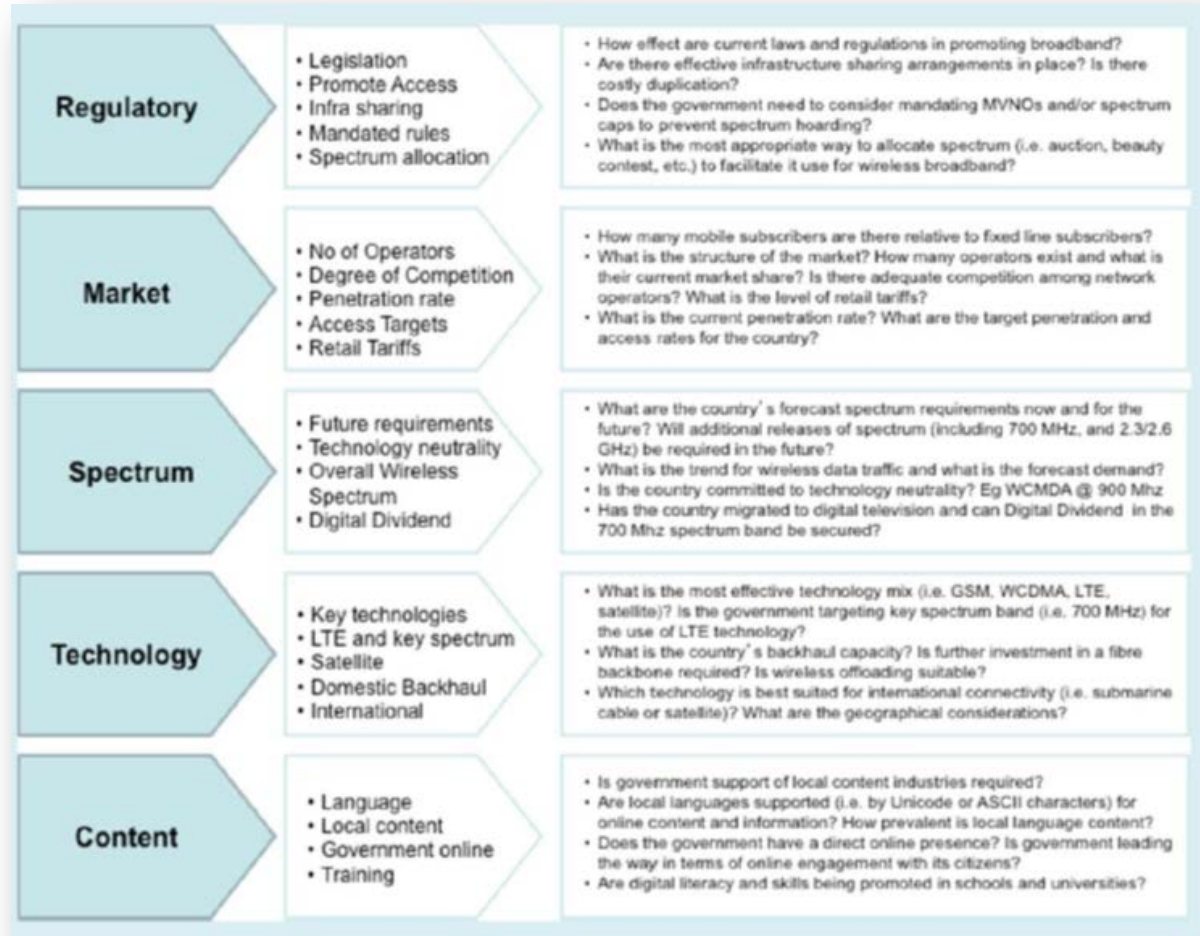 Regulatory
• Legislation
• Promote Access
• Infra sharing
• Mandated rules
• Spectrum allocation
• How effect are current laws and regulations in promoting broadband?
• Are there effective infrastructure sharing arrangements in place? Is there
costly duplication?
• Does the government need to consider mandating MVNOs and/or spectrum
caps to prevent spectrum hoarding?
• What is the most appropriate way to allocate spectrum (i.e. auction, beauty
contest, etc.) to facilitate it use for wireless broadband?
Market
• No of Operators
• Degree of Competition
• Penetration rate
• Access Targets
• Retail Tariffs
• How many mobile subscribers are there relative to fixed line subscribers?
• What is the structure of the market? How many operators exist and what is
their current market share? Is there adequate competition among network
operators? What is the level of retail tariffs?
• What is the current penetration rate? What are the target penetration and
access rates for the country?
Spectrum
• Future requirements
• Technology neutrality
• Overall Wireless
Spectrum
• Digital Dividend
• What are the country's forecast spectrum requirements now and for the
future? Will additional releases of spectrum (including 700 MHz, and 2.3/2.6
GHz) be required in the future?
• What is the trend for wireless data traffic and what is the forecast demand?
• Is the country committed to technology neutrality? Eg WCMDA @ 900 Mhz
• Has the country migrated to digital television and can Digital Dividend in the
700 Mhz spectrum band be secured?
Technology
• Key technologies
• LTE and key spectrum
• Satellite
• Domestic Backhaul
• International
• What is the most effective technology mix (i.e. GSM, WCDMA, LTE,
satellite)? Is the government targeting key spectrum band (i.e. 700 MHz) for
the use of LTE technology?
• What is the country's backhaul capacity? Is further investment in a fibre
backbone required? Is wireless offloading suitable?
• Which technology is best suited for international connectivity (i.e. submarine
cable or satellite)? What are the geographical considerations?
Content
• Language
• Local content
• Government online
• Training
• Is government support of local content industries required?
• Are local languages supported (i.e. by Unicode or ASCII characters) for
online content and information? How prevalent is local language content?
• Does the government have a direct online presence? Is government leading
the way in terms of online engagement with its citizens?
• Are digital literacy and skills being promoted in schools and universities?